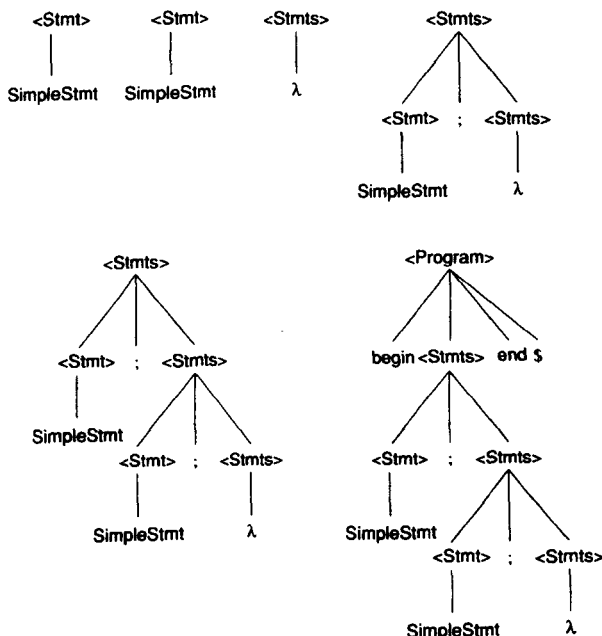 <Stmt> <Stmt> <Stmts> <Stmts>
SimpleStmt SimpleStmt λ
<Stmt> ; <Stmts>
SimpleStmt λ
<Stmts>
<Stmt> ; <Stmts>
SimpleStmt
<Stmt> ; <Stmts>
SimpleStmt λ
<Program>
begin <Stmts> end $
<Stmt> ; <Stmts>
SimpleStmt
<Stmt> ; <Stmts>
SimpleStmt λ